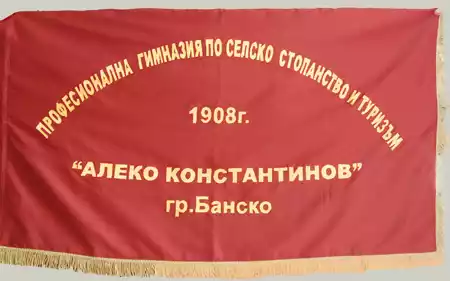 ПРОФЕСИОНАЛНА ГИМНАЗИЯ ПО СЕЛСКО СТОПАНСТВО И ТУРИЗЪМ
1908г.
"АЛЕКО КОНСТАНТИНОВ"
гр.Банско